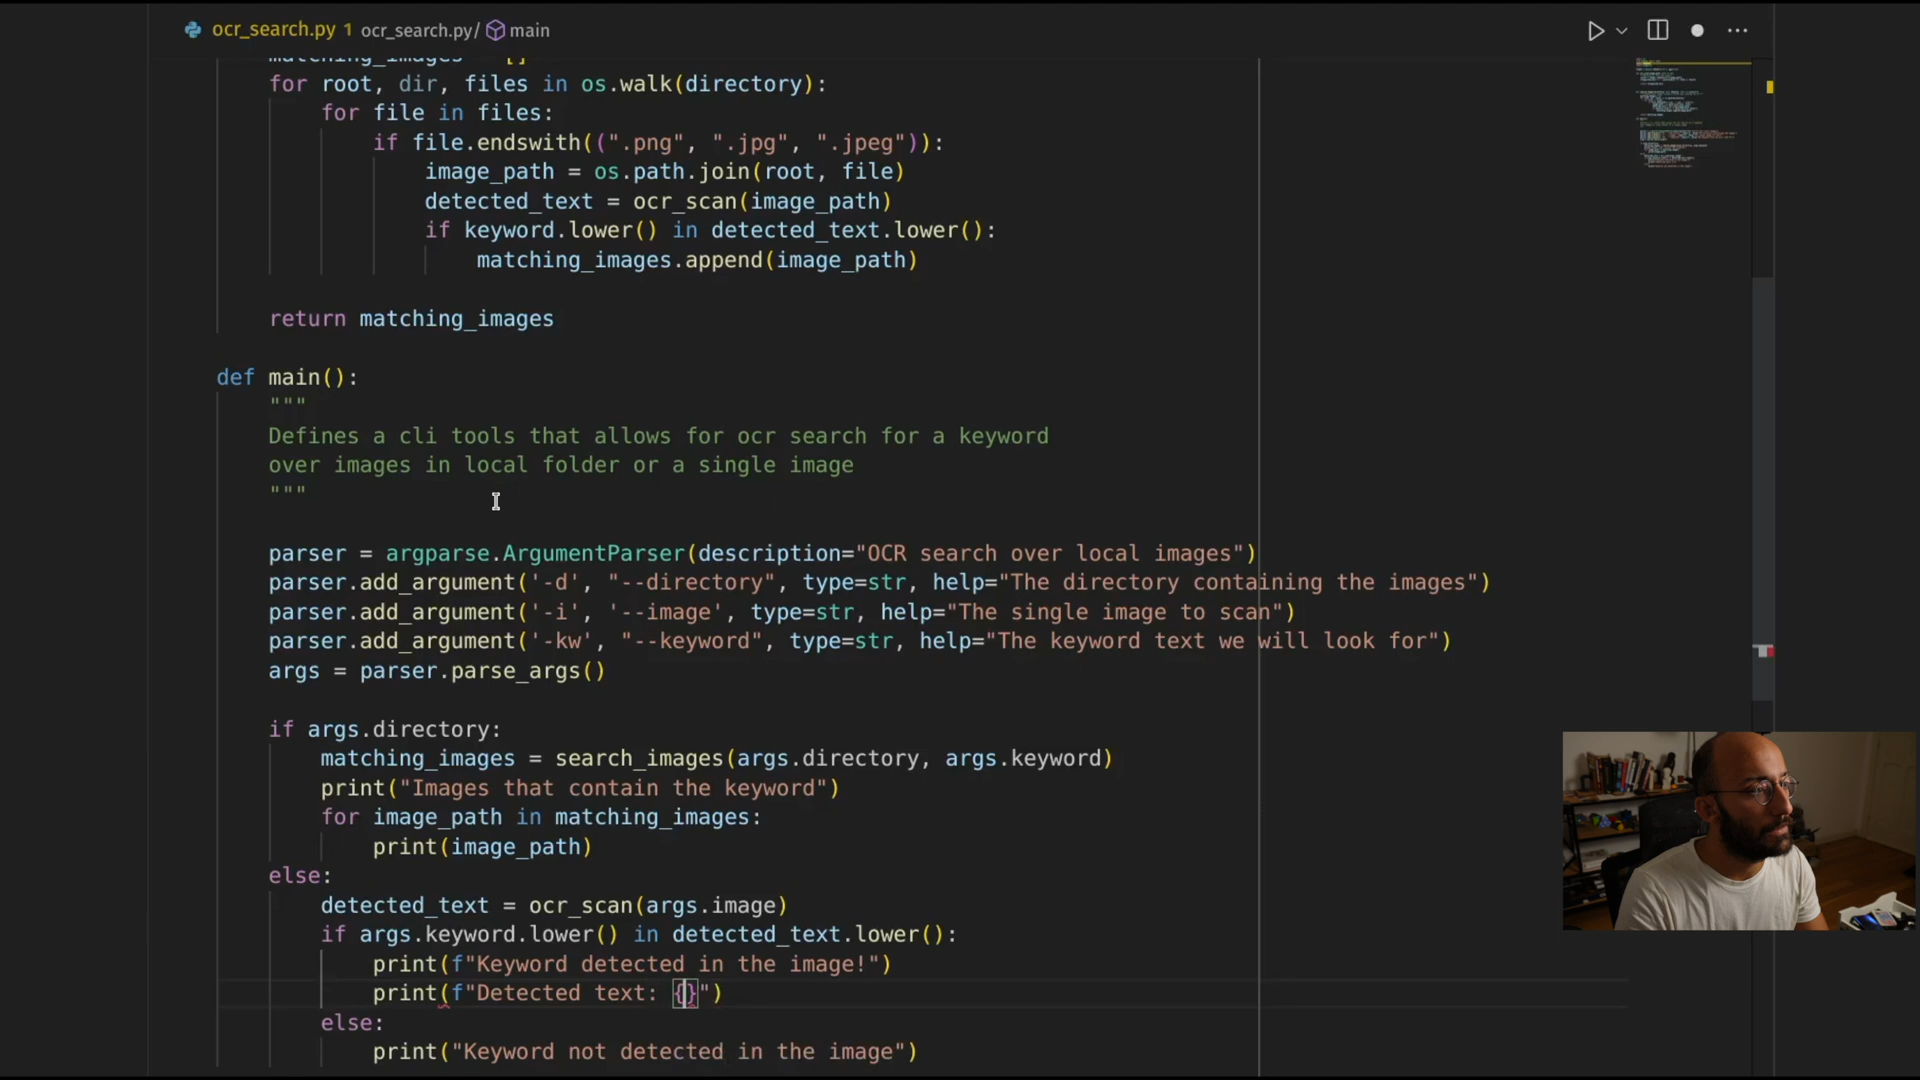 ocr_search.py 1 ocr_search.py/ main
matching_images = []
for root, dir, files in os.walk(directory):
for file in files:
if file.endswith((".png", ".jpg", ".jpeg")):
image_path = os.path.join(root, file)
detected_text = ocr_scan(image_path)
if keyword.lower() in detected_text.lower():
matching_images.append(image_path)
return matching_images
def main():
"""
Defines a cli tools that allows for ocr search for a keyword
over images in local folder or a single image
"""
parser = argparse.ArgumentParser(description="OCR search over local images")
parser.add_argument('-d', "--directory", type=str, help="The directory containing the images")
parser.add_argument('-i', '--image', type=str, help="The single image to scan")
parser.add_argument('-kw', "--keyword", type=str, help="The keyword text we will look for")
args = parser.parse_args()
if args.directory:
matching_images = search_images(args.directory, args.keyword)
print("Images that contain the keyword")
for image_path in matching_images:
print(image_path)
else:
detected_text = ocr_scan(args.image)
if args.keyword.lower() in detected_text.lower():
print(f"Keyword detected in the image!")
print(f"Detected text: {}")
else:
print("Keyword not detected in the image")